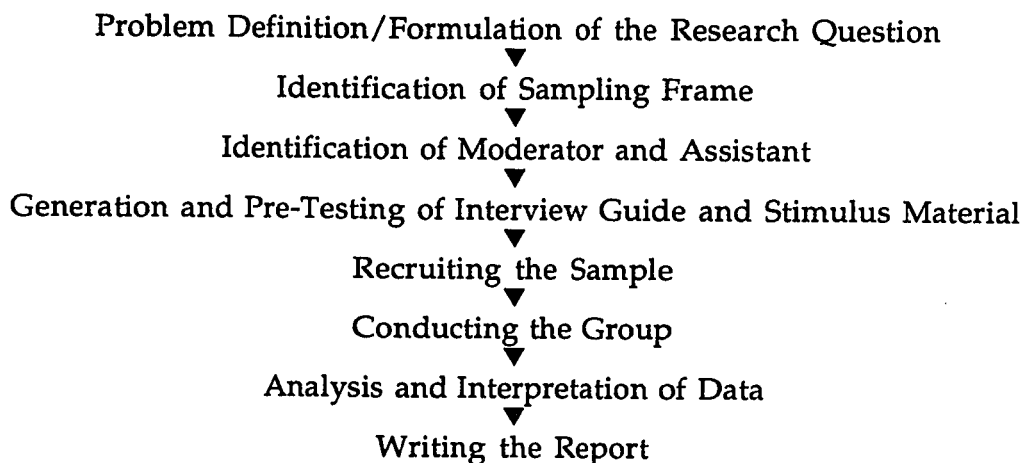 Problem Definition/Formulation of the Research Question
Identification of Sampling Frame
Identification of Moderator and Assistant
Generation and Pre-Testing of Interview Guide and Stimulus Material
Recruiting the Sample
Conducting the Group
Analysis and Interpretation of Data
Writing the Report